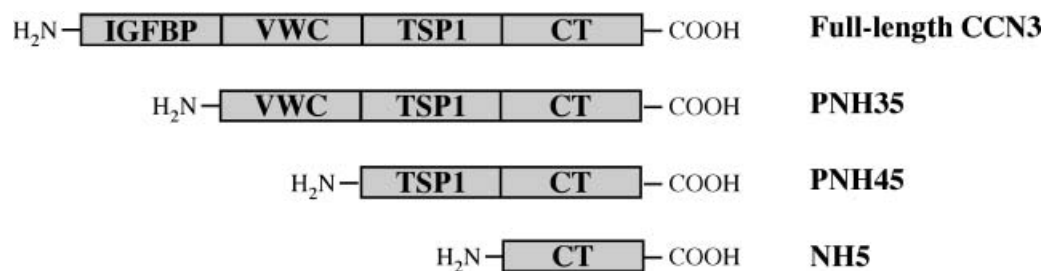 H₂N IGFBP VWC TSP1 CT COOH Full-length CCN3
H₂N VWC TSP1 CT COOH PNH35
H₂N TSP1 CT COOH PNH45
H₂N CT COOH NH5